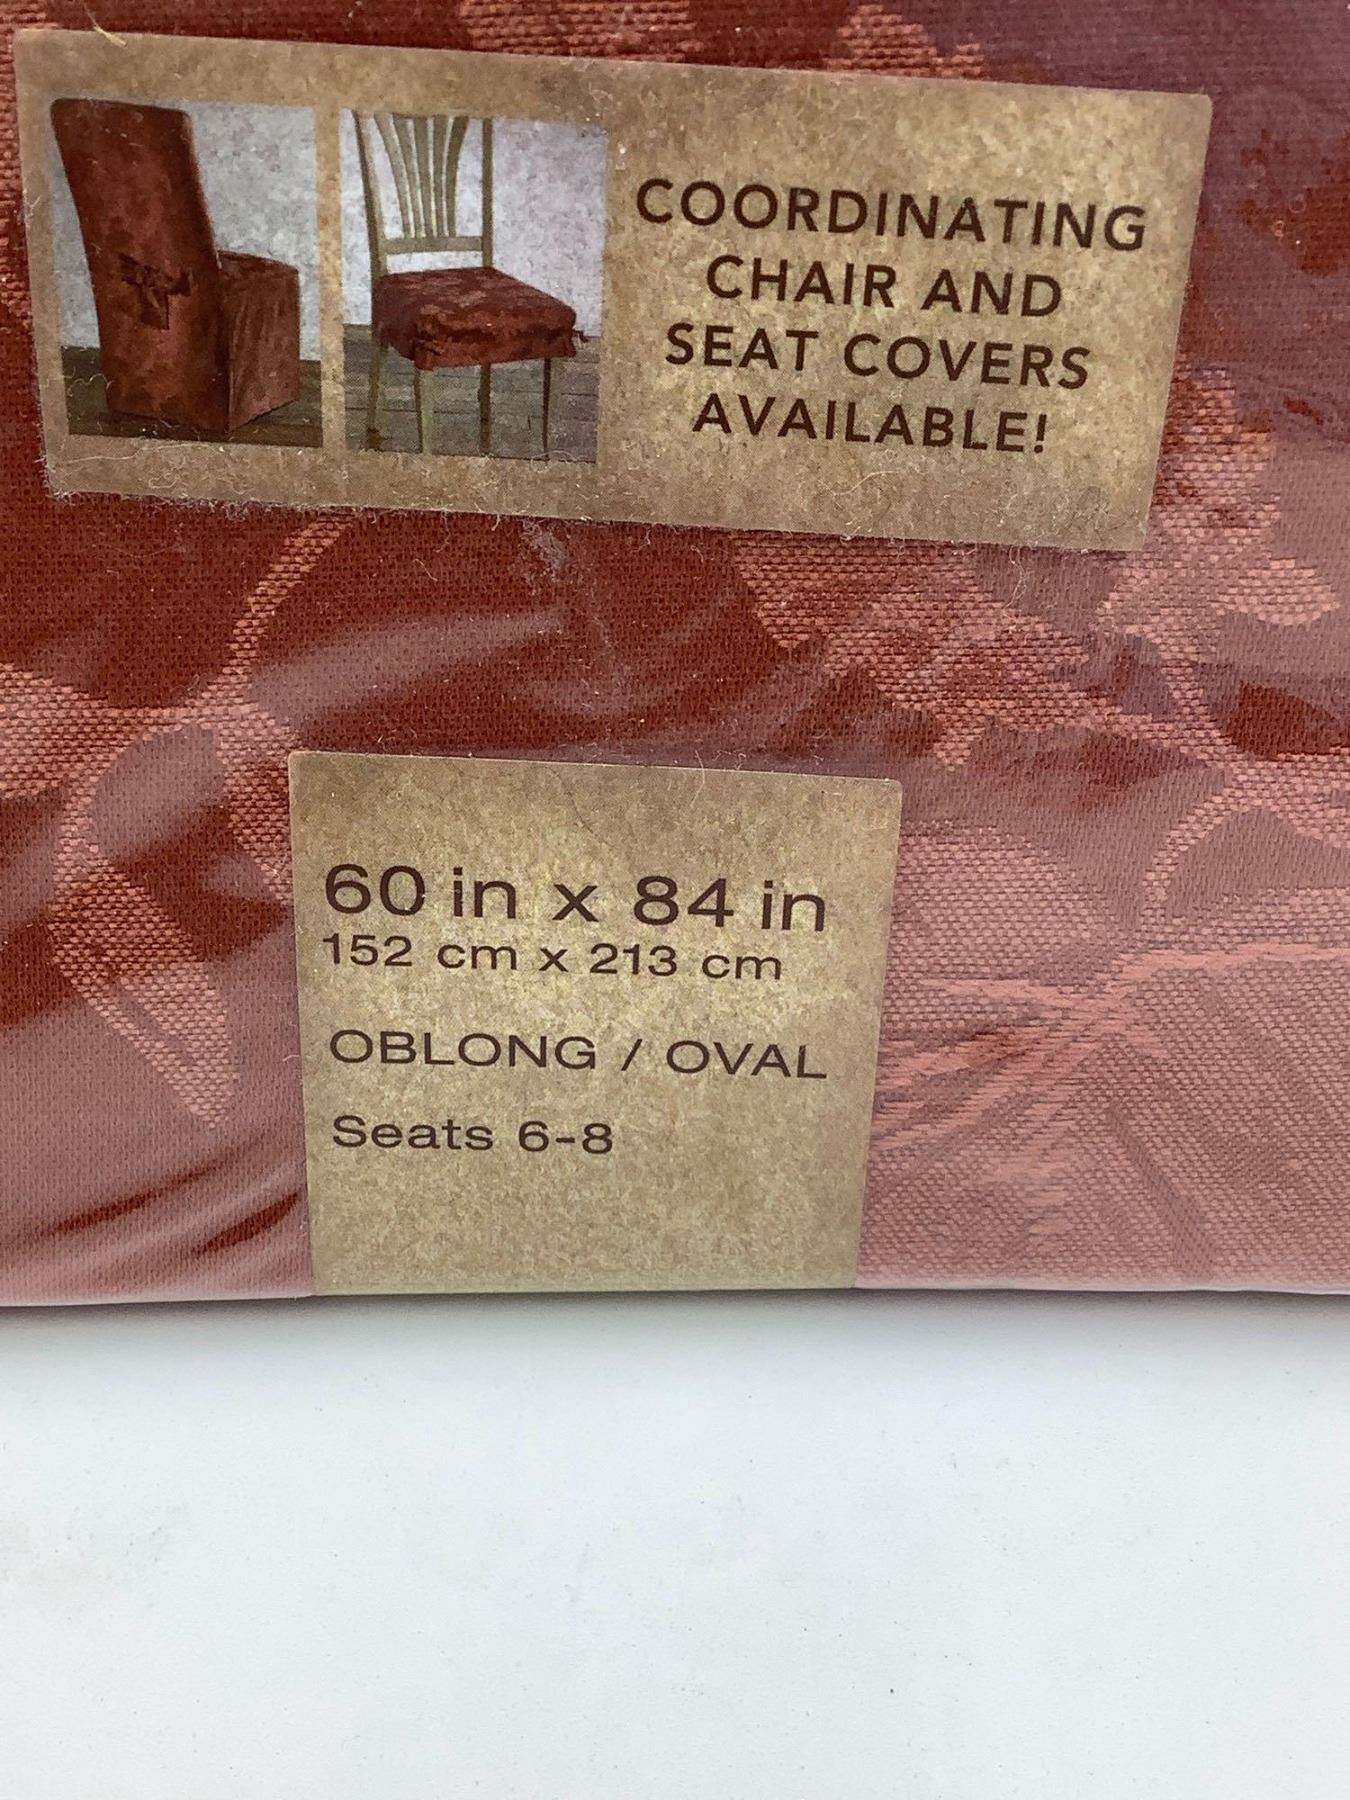 COORDINATING
CHAIR AND
SEAT COVERS
AVAILABLE!
60 in x 84 in
152 cm x 213 cm
OBLONG / OVAL
Seats 6-8